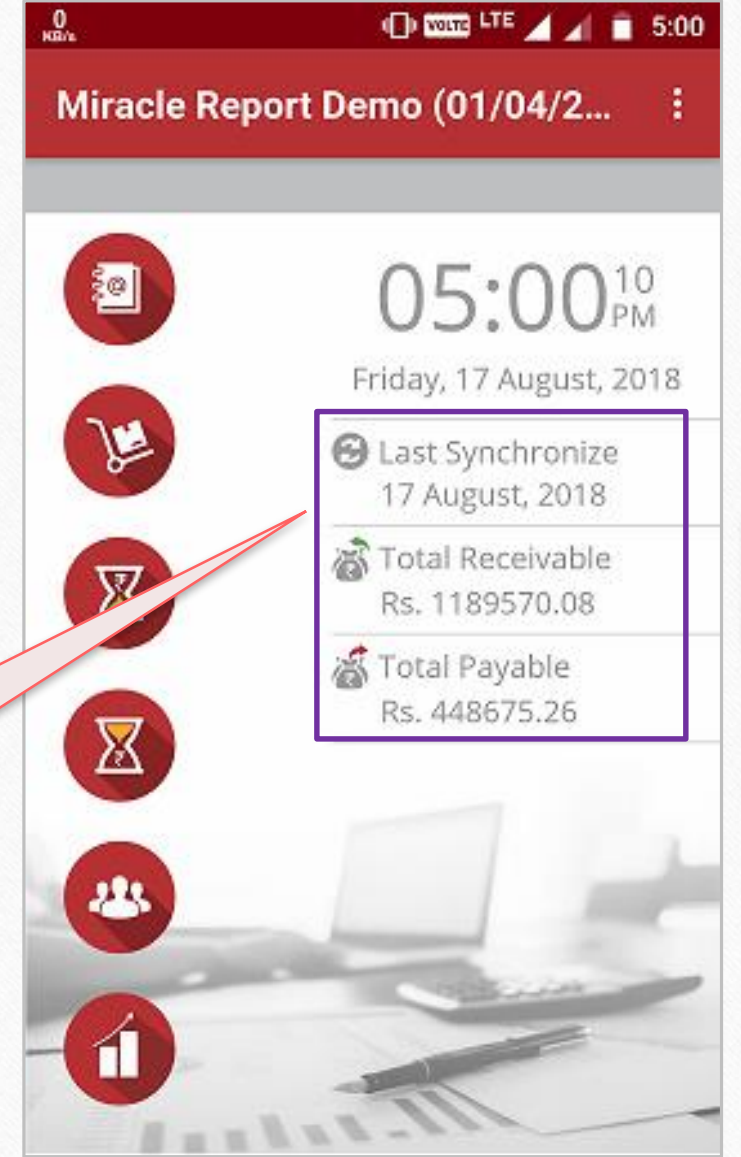 0
KB/s
VOLTE LTE 5:00
Miracle Report Demo (01/04/2...
05:00 10
PM
Friday, 17 August, 2018
Last Synchronize
17 August, 2018
Total Receivable
Rs. 1189570.08
Total Payable
Rs. 448675.26